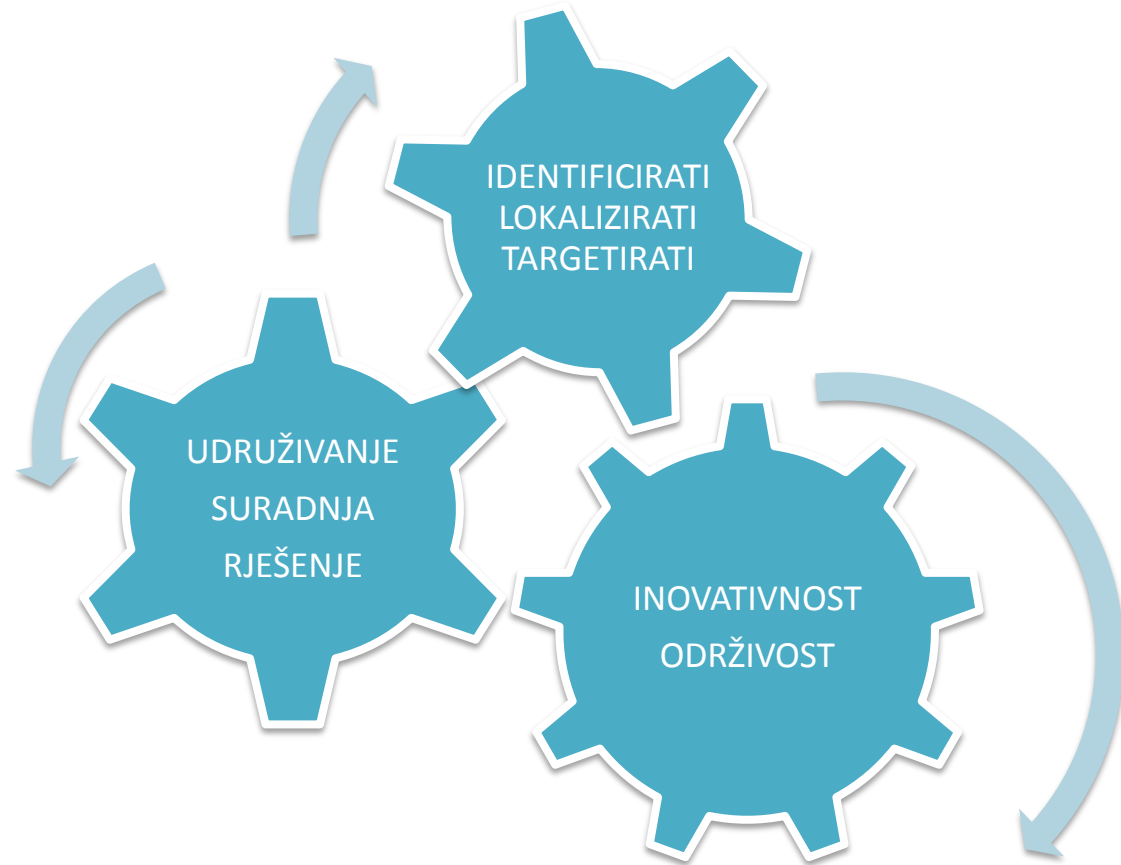 IDENTIFICIRATI
LOKALIZIRATI
TARGETIRATI
UDRUŽIVANJE
SURADNJA
RJEŠENJE
INOVATIVNOST
ODRŽIVOST